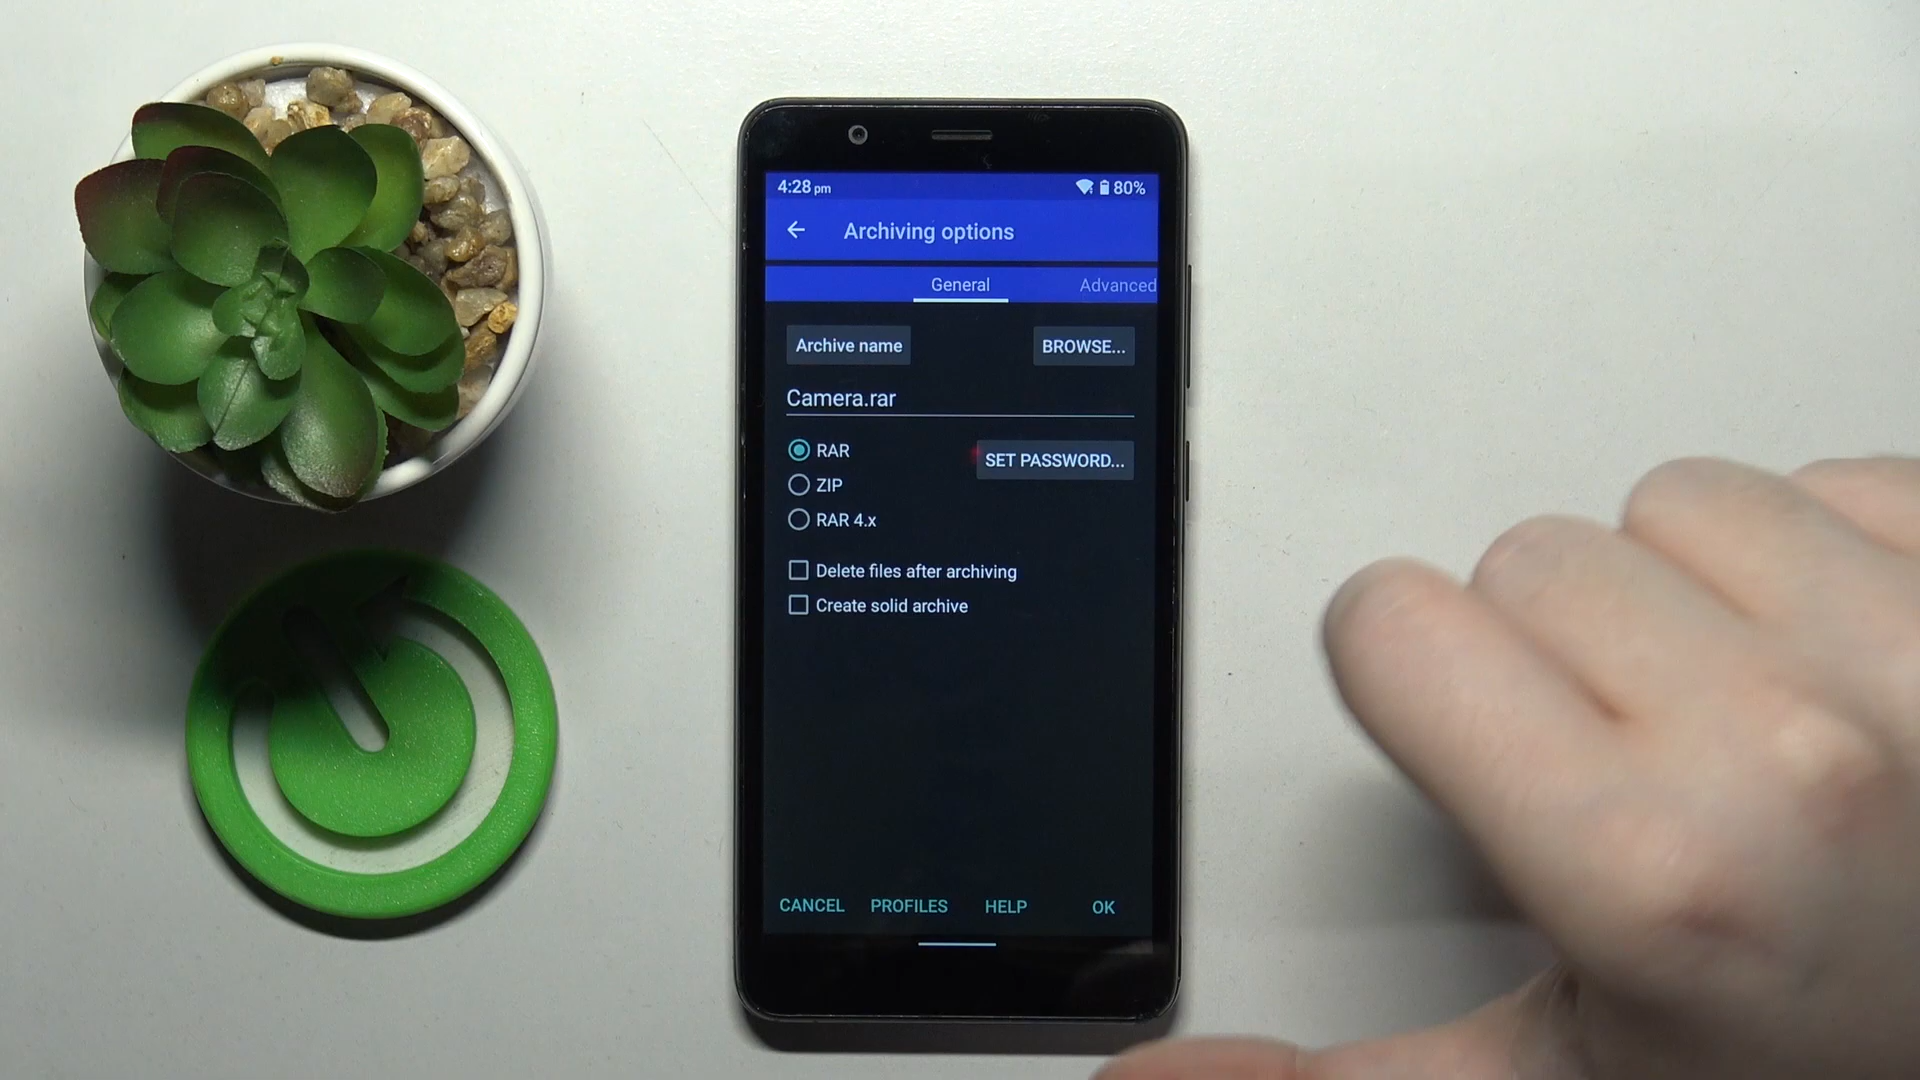 4:28 pm 80%
Archiving options
General Advanced
Archive name BROWSE...
Camera.rar
RAR SET PASSWORD...
ZIP
RAR 4.x
Delete files after archiving
Create solid archive
CANCEL PROFILES HELP OK